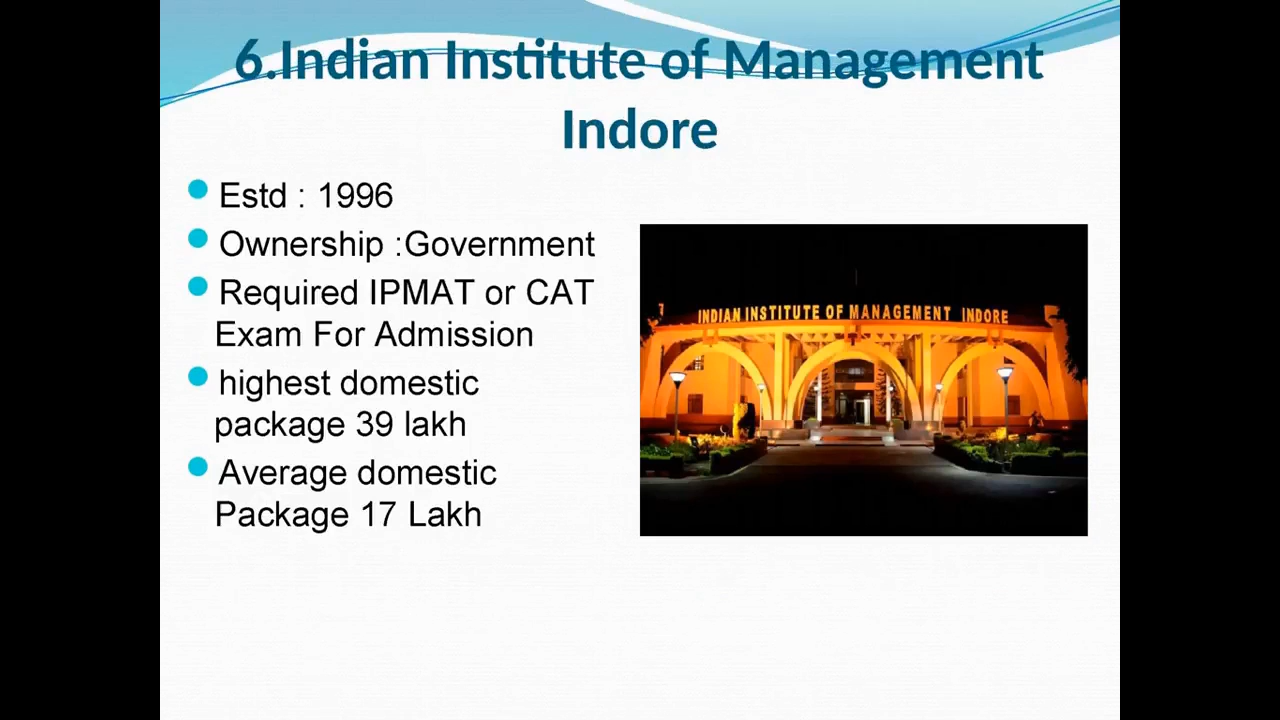 6.Indian Institute of Management
Indore
Estd : 1996
Ownership :Government
Required IPMAT or CAT
Exam For Admission
highest domestic
package 39 lakh
Average domestic
Package 17 Lakh
INDIAN INSTITUTE OF MANAGEMENT INDORE